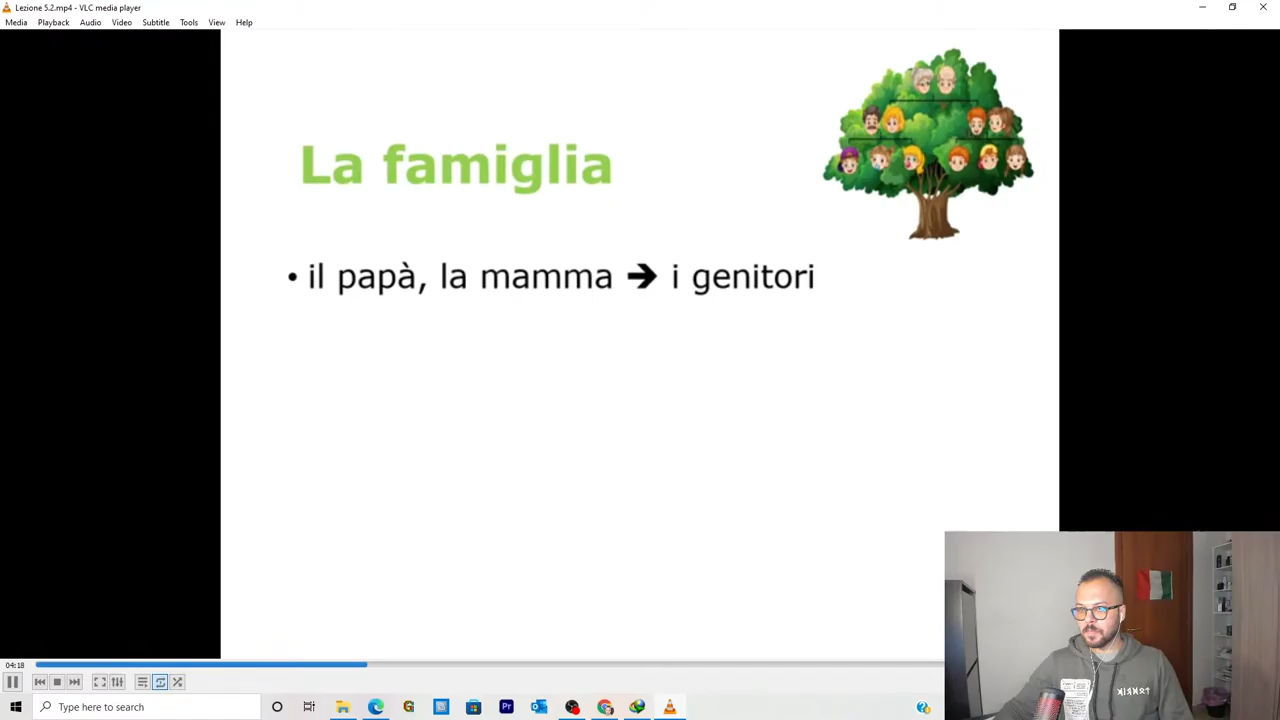 Lezione 5.2.mp4 - VLC media player
Media Playback Audio Video Subtitle Tools View Help
La famiglia
• il papà, la mamma ➔ i genitori
04:18
Type here to search